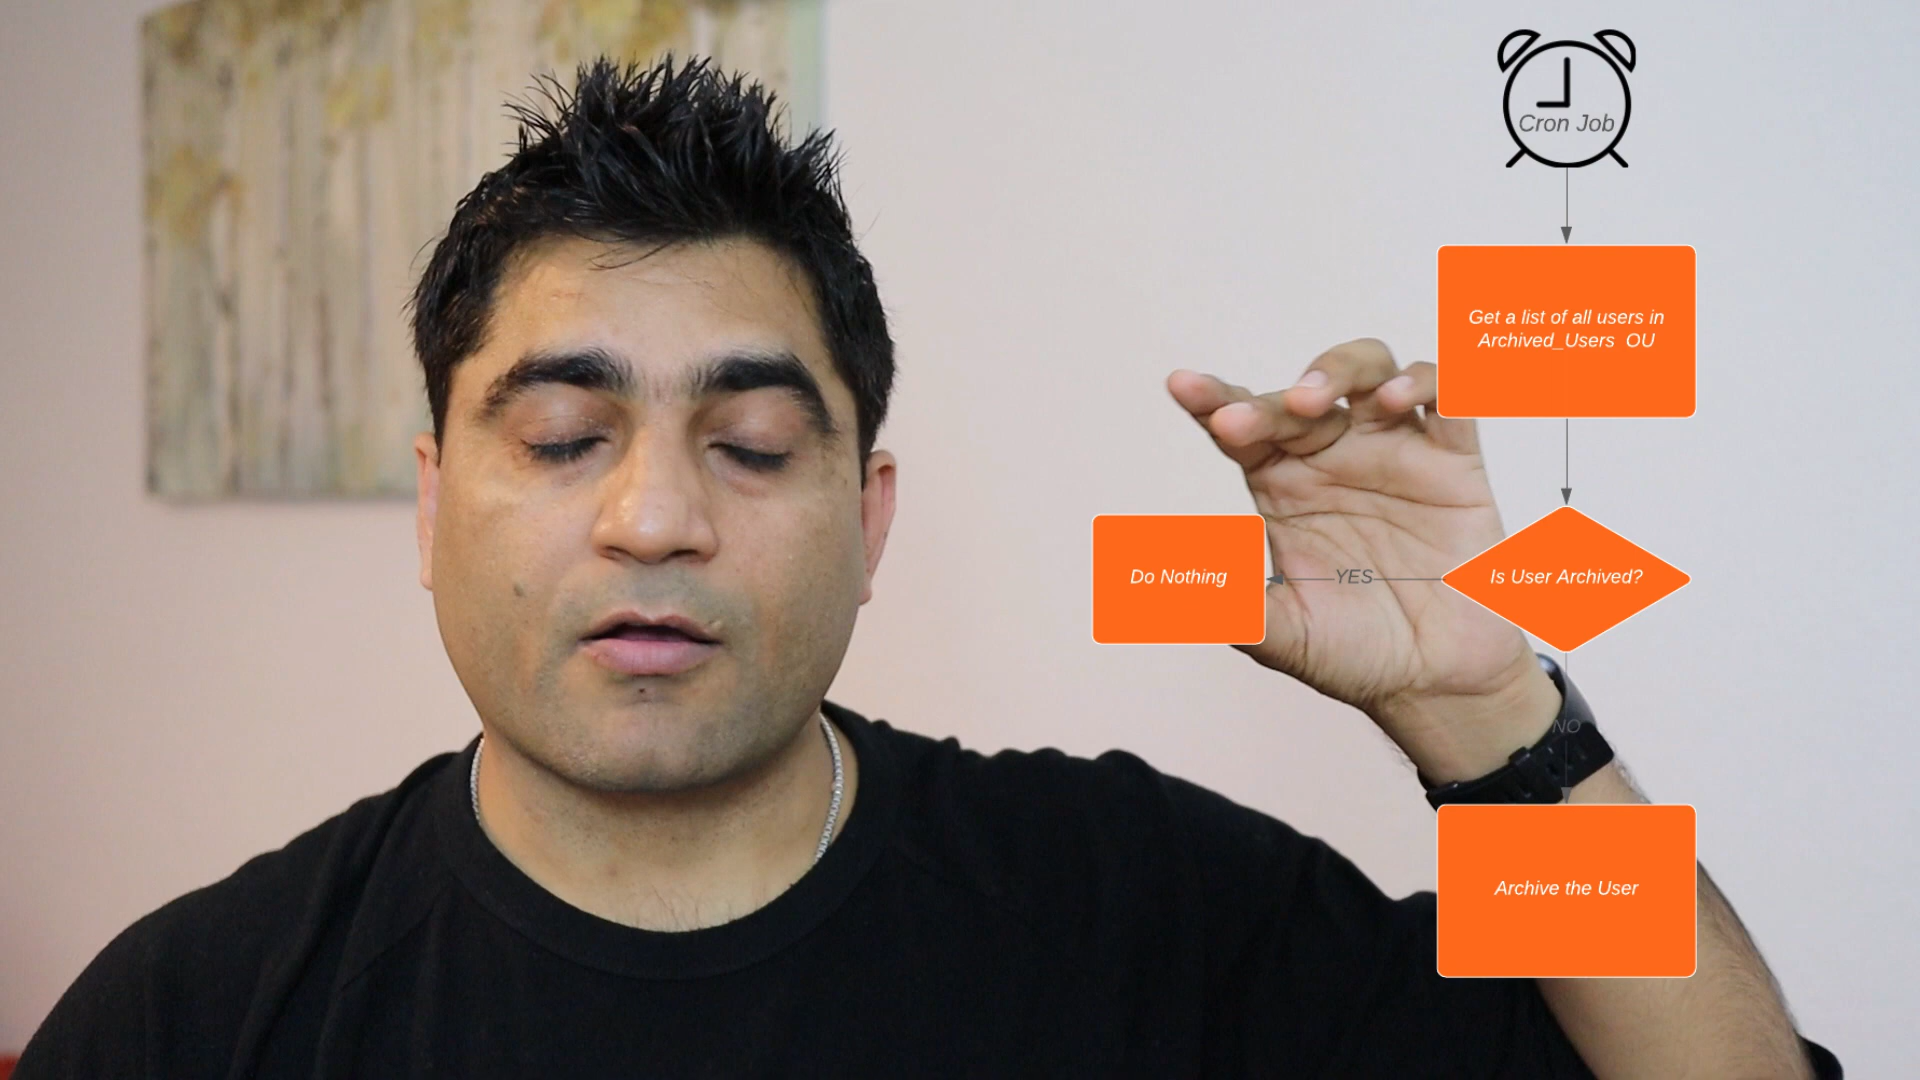 Cron Job
Get a list of all users in
Archived_Users OU
Do Nothing
YES
Is User Archived?
NO
Archive the User